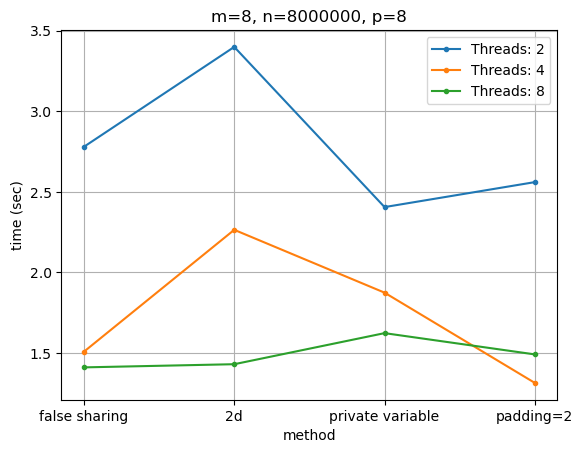 m=8, n=8000000, p=8
Threads: 2
Threads: 4
Threads: 8
3.5
3.0
2.5
2.0
1.5
time (sec)
false sharing
2d
private variable
padding=2
method